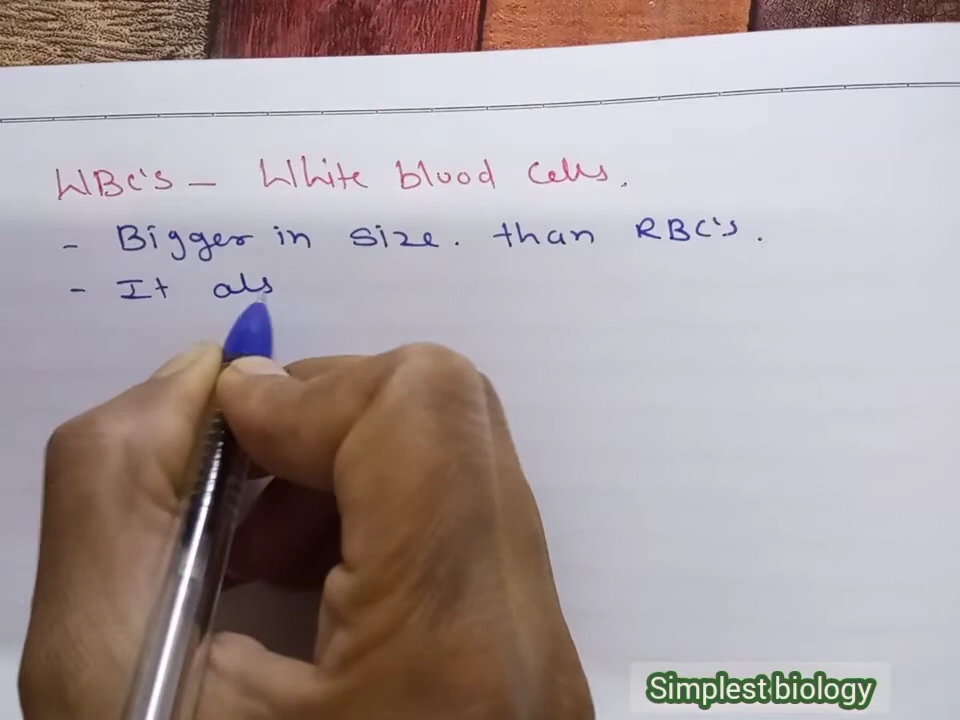 WBC's - White blood cells.
- Bigger in size. than RBC's.
- It als
Simplest biology